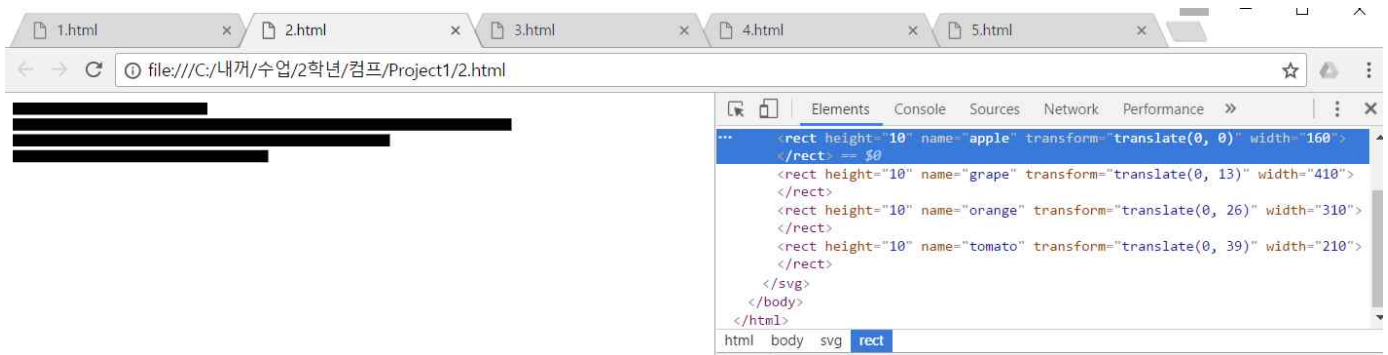 1.html 2.html 3.html 4.html 5.html
file:///C:/내꺼/수업/2학년/컴프/Project1/2.html
Elements Console Sources Network Performance »
<rect height="10" name="apple" transform="translate(0, 0)" width="160">
</rect> == $0
<rect height="10" name="grape" transform="translate(0, 13)" width="410">
</rect>
<rect height="10" name="orange" transform="translate(0, 26)" width="310">
</rect>
<rect height="10" name="tomato" transform="translate(0, 39)" width="210">
</rect>
</svg>
</body>
</html>
html body svg rect